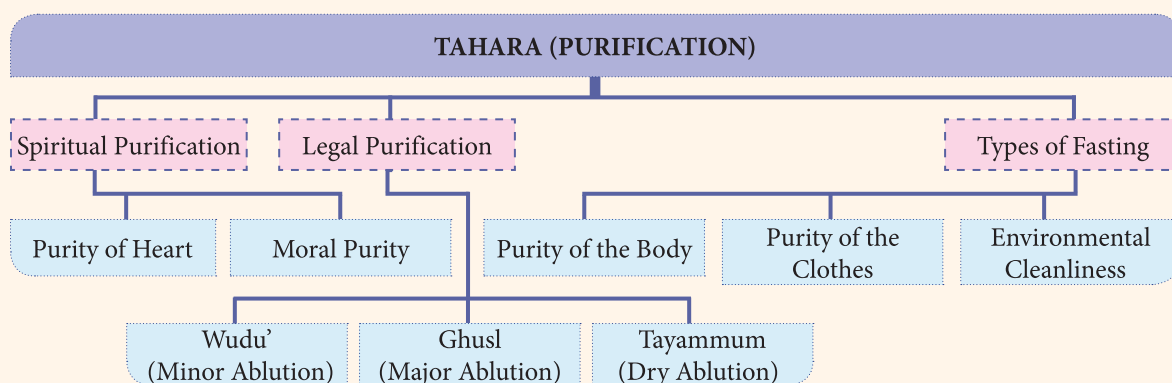 TAHARA (PURIFICATION)
Spiritual Purification
Legal Purification
Types of Fasting
Purity of Heart
Moral Purity
Purity of the Body
Purity of the
Clothes
Environmental
Cleanliness
Wudu’
(Minor Ablution)
Ghusl
(Major Ablution)
Tayammum
(Dry Ablution)